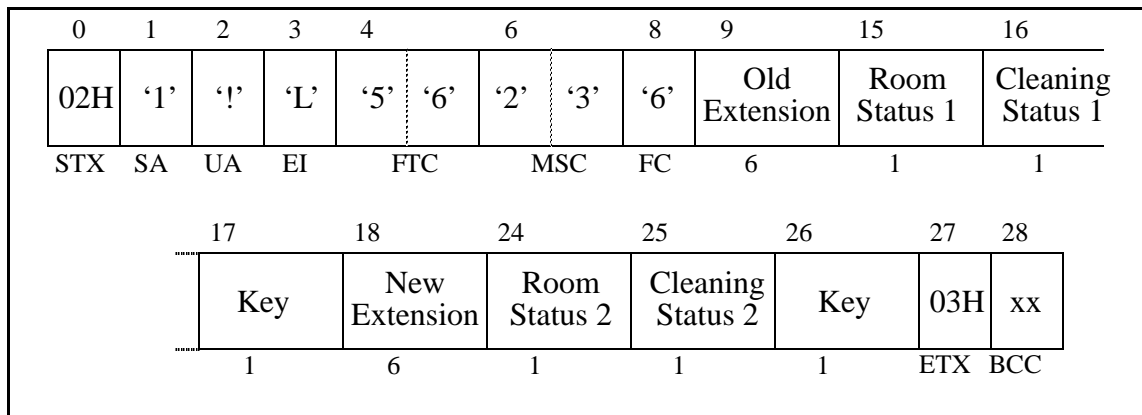 0 1 2 3 4 6 8 9 15 16
02H ‘1’ ‘!’ ‘L’ ‘5’ ‘6’ ‘2’ ‘3’ ‘6’ Old Extension Room Status 1 Cleaning Status 1
STX SA UA EI FTC MSC FC 6 1 1
17 18 24 25 26 27 28
Key New Extension Room Status 2 Cleaning Status 2 Key 03H xx
1 6 1 1 1 ETX BCC